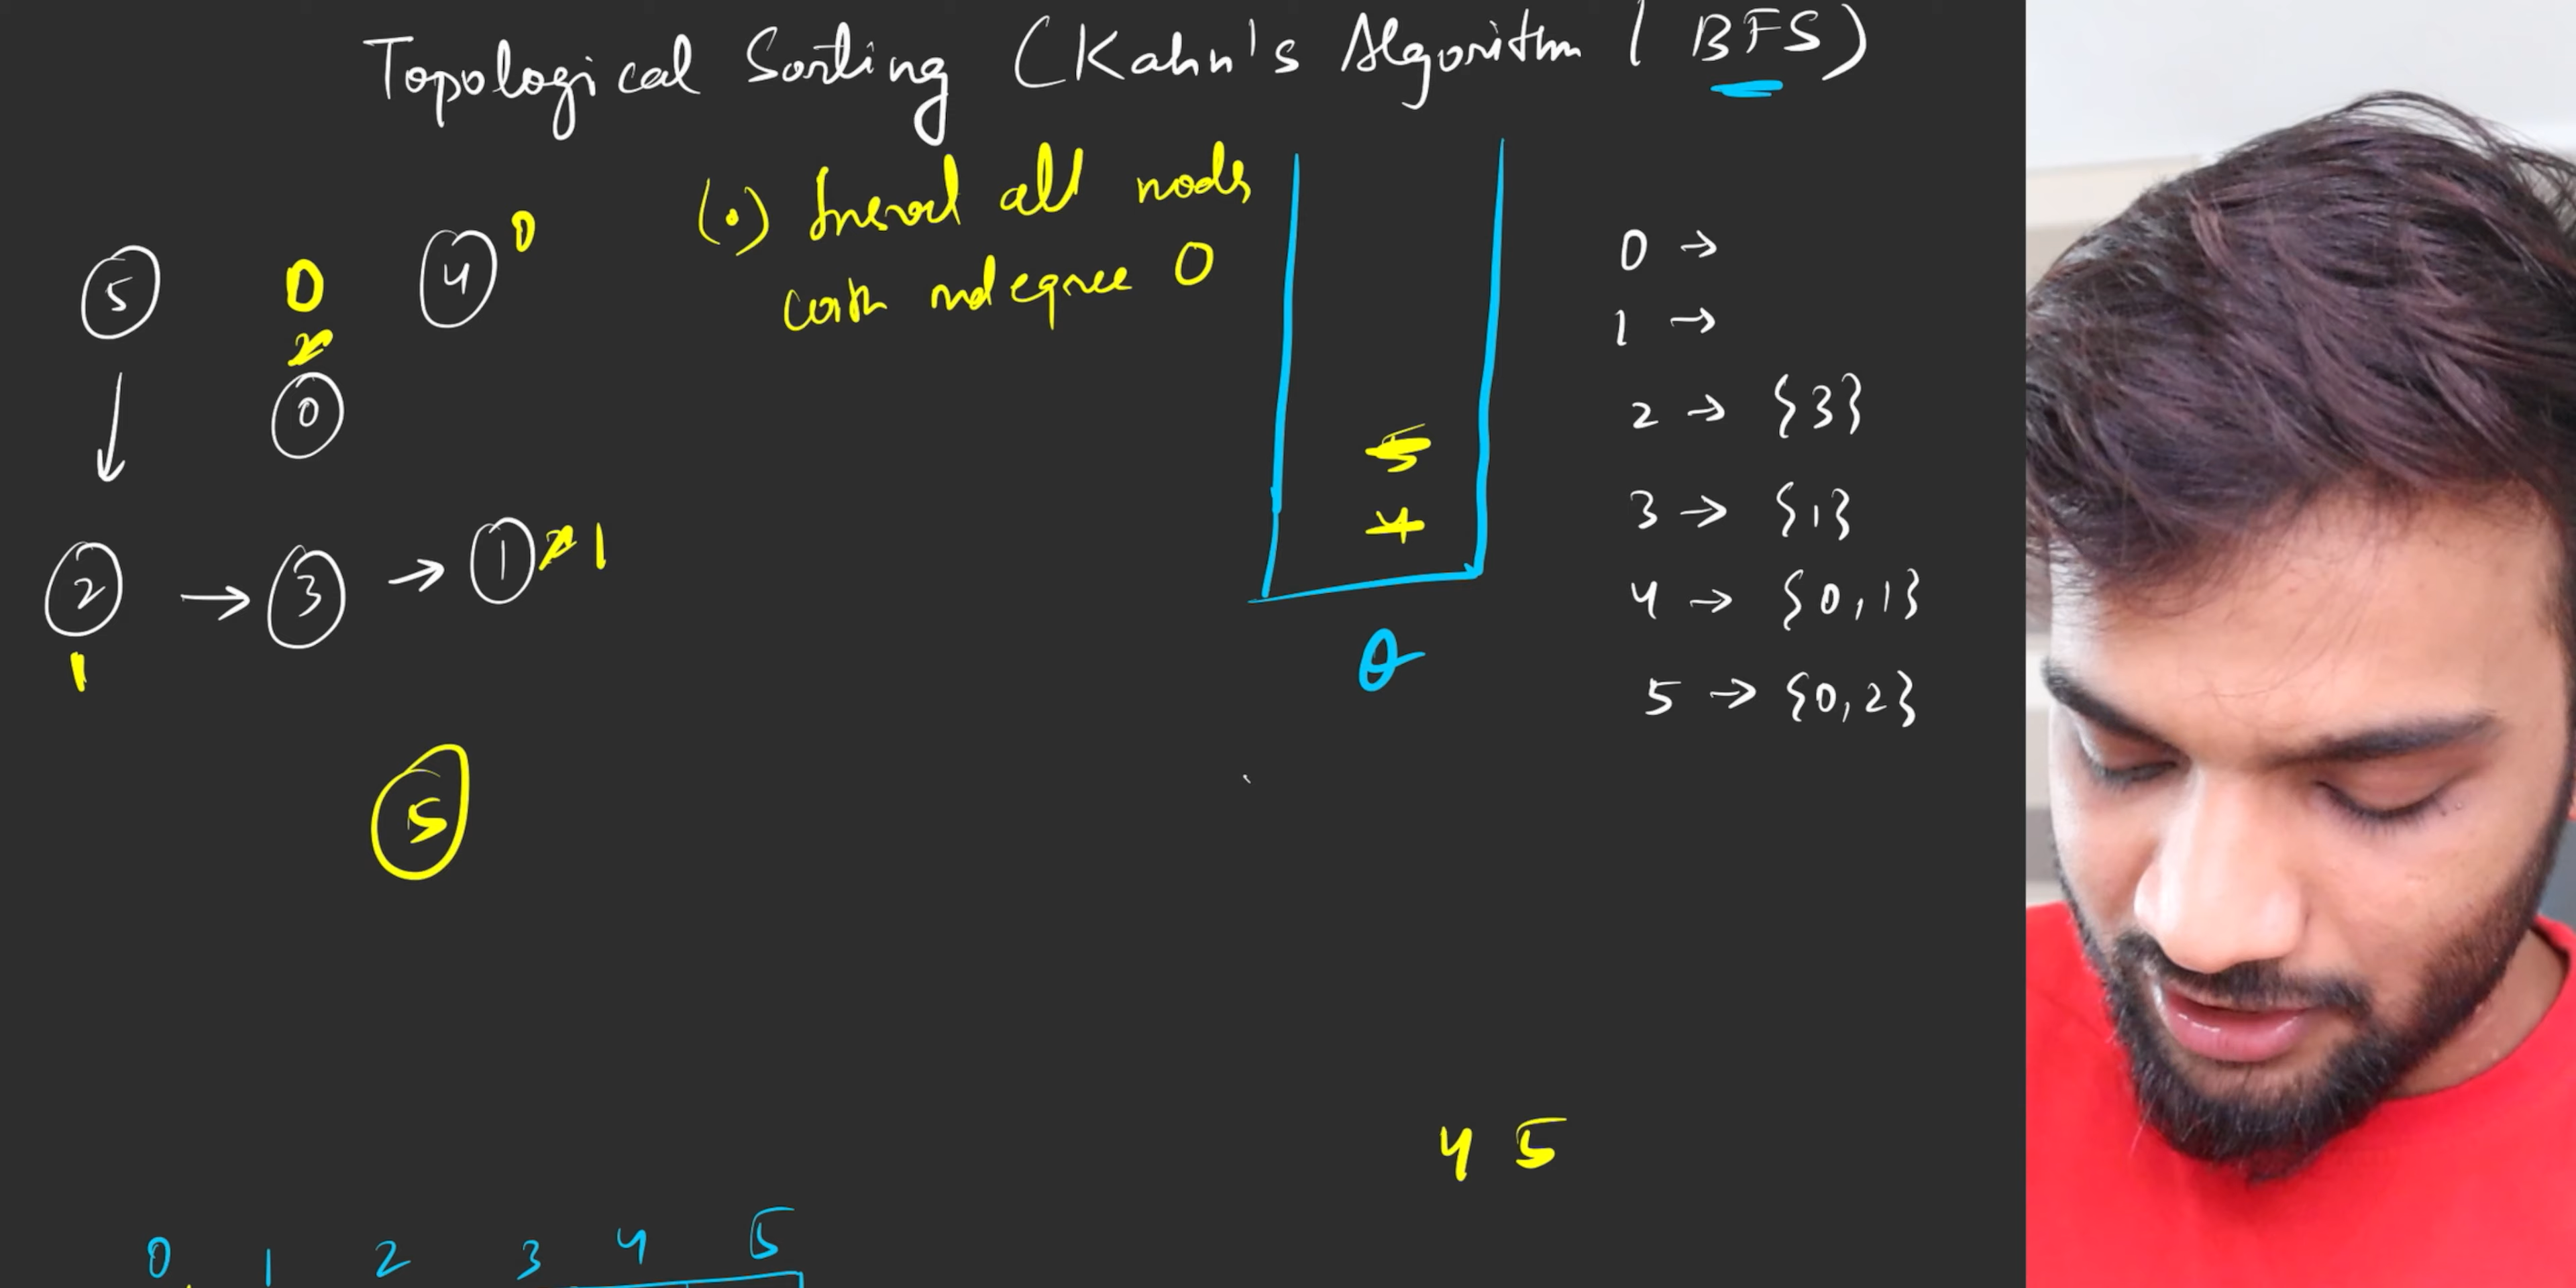 Topological Sorting (Kahn's Algorithm | BFS)
(.) Insert all nodes
with indegree 0
5
0
4 0
0
2 → 3 → 1 1
1
5
5
4
Q
0 →
1 →
2 → {3}
3 → {1}
4 → {0,1}
5 → {0,2}
4 5
0 1 2 3 4 5